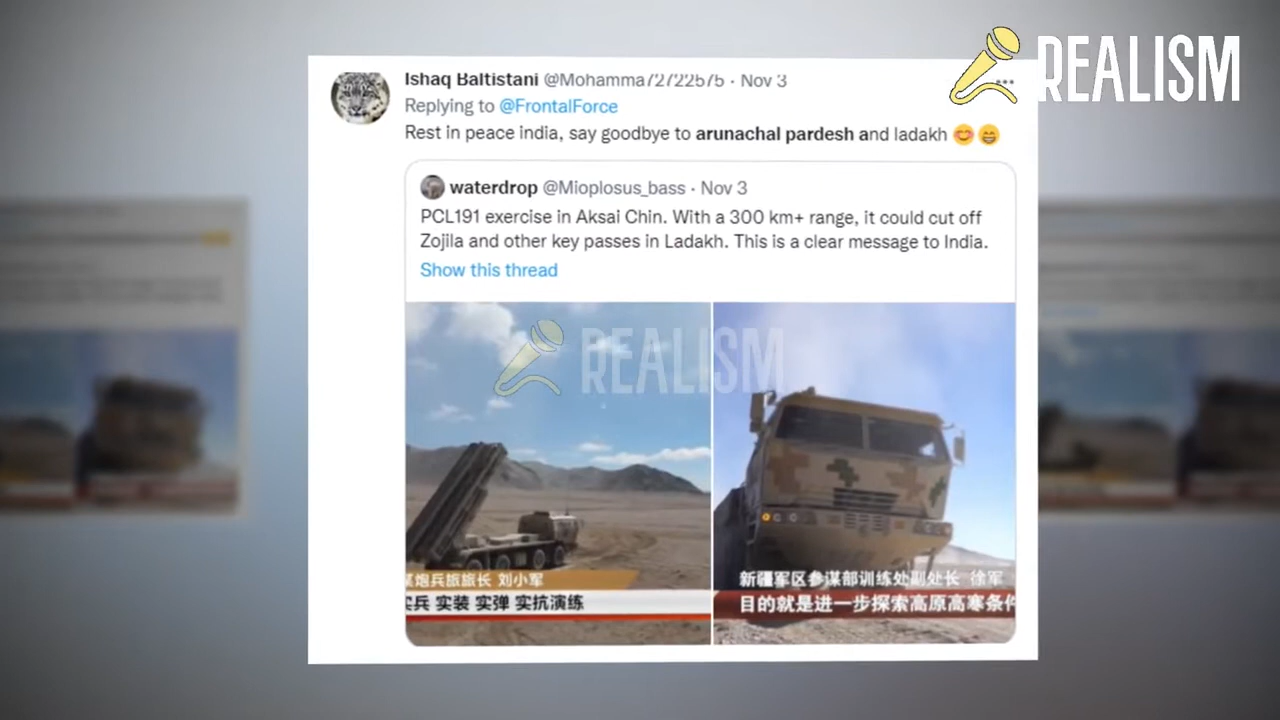 REALISM
Ishaq Baltistani @Mohamma72722575 · Nov 3
Replying to @FrontalForce
Rest in peace india, say goodbye to arunachal pardesh and ladakh 😊😄
waterdrop @Mioplosus_bass · Nov 3
PCL191 exercise in Aksai Chin. With a 300 km+ range, it could cut off
Zojila and other key passes in Ladakh. This is a clear message to India.
Show this thread
REALISM
某炮兵旅旅长 刘小军
实兵 实装 实弹 实抗演练
新疆军区参谋部训练处副处长 徐军
目的就是进一步探索高原高寒条件